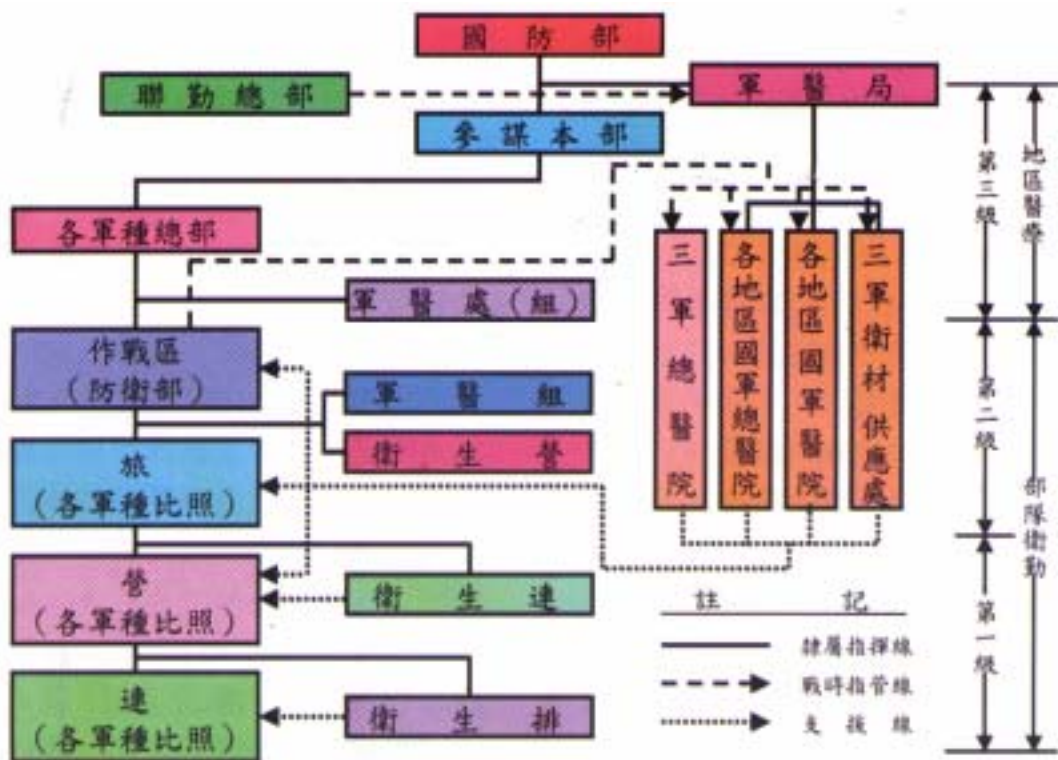 國防部
聯勤總部
軍醫局
參謀本部
各軍種總部
軍醫處(組)
作戰區
(防衛部)
軍醫組
衛生營
旅
(各軍種比照)
營
(各軍種比照)
衛生連
連
(各軍種比照)
衛生排
三軍總醫院
各地區國軍總醫院
各地區國軍醫院
三軍衛材供應處
第三級
地區醫療
第二級
部隊衛勤
第一級
註記
隸屬指揮線
戰時指管線
支援線